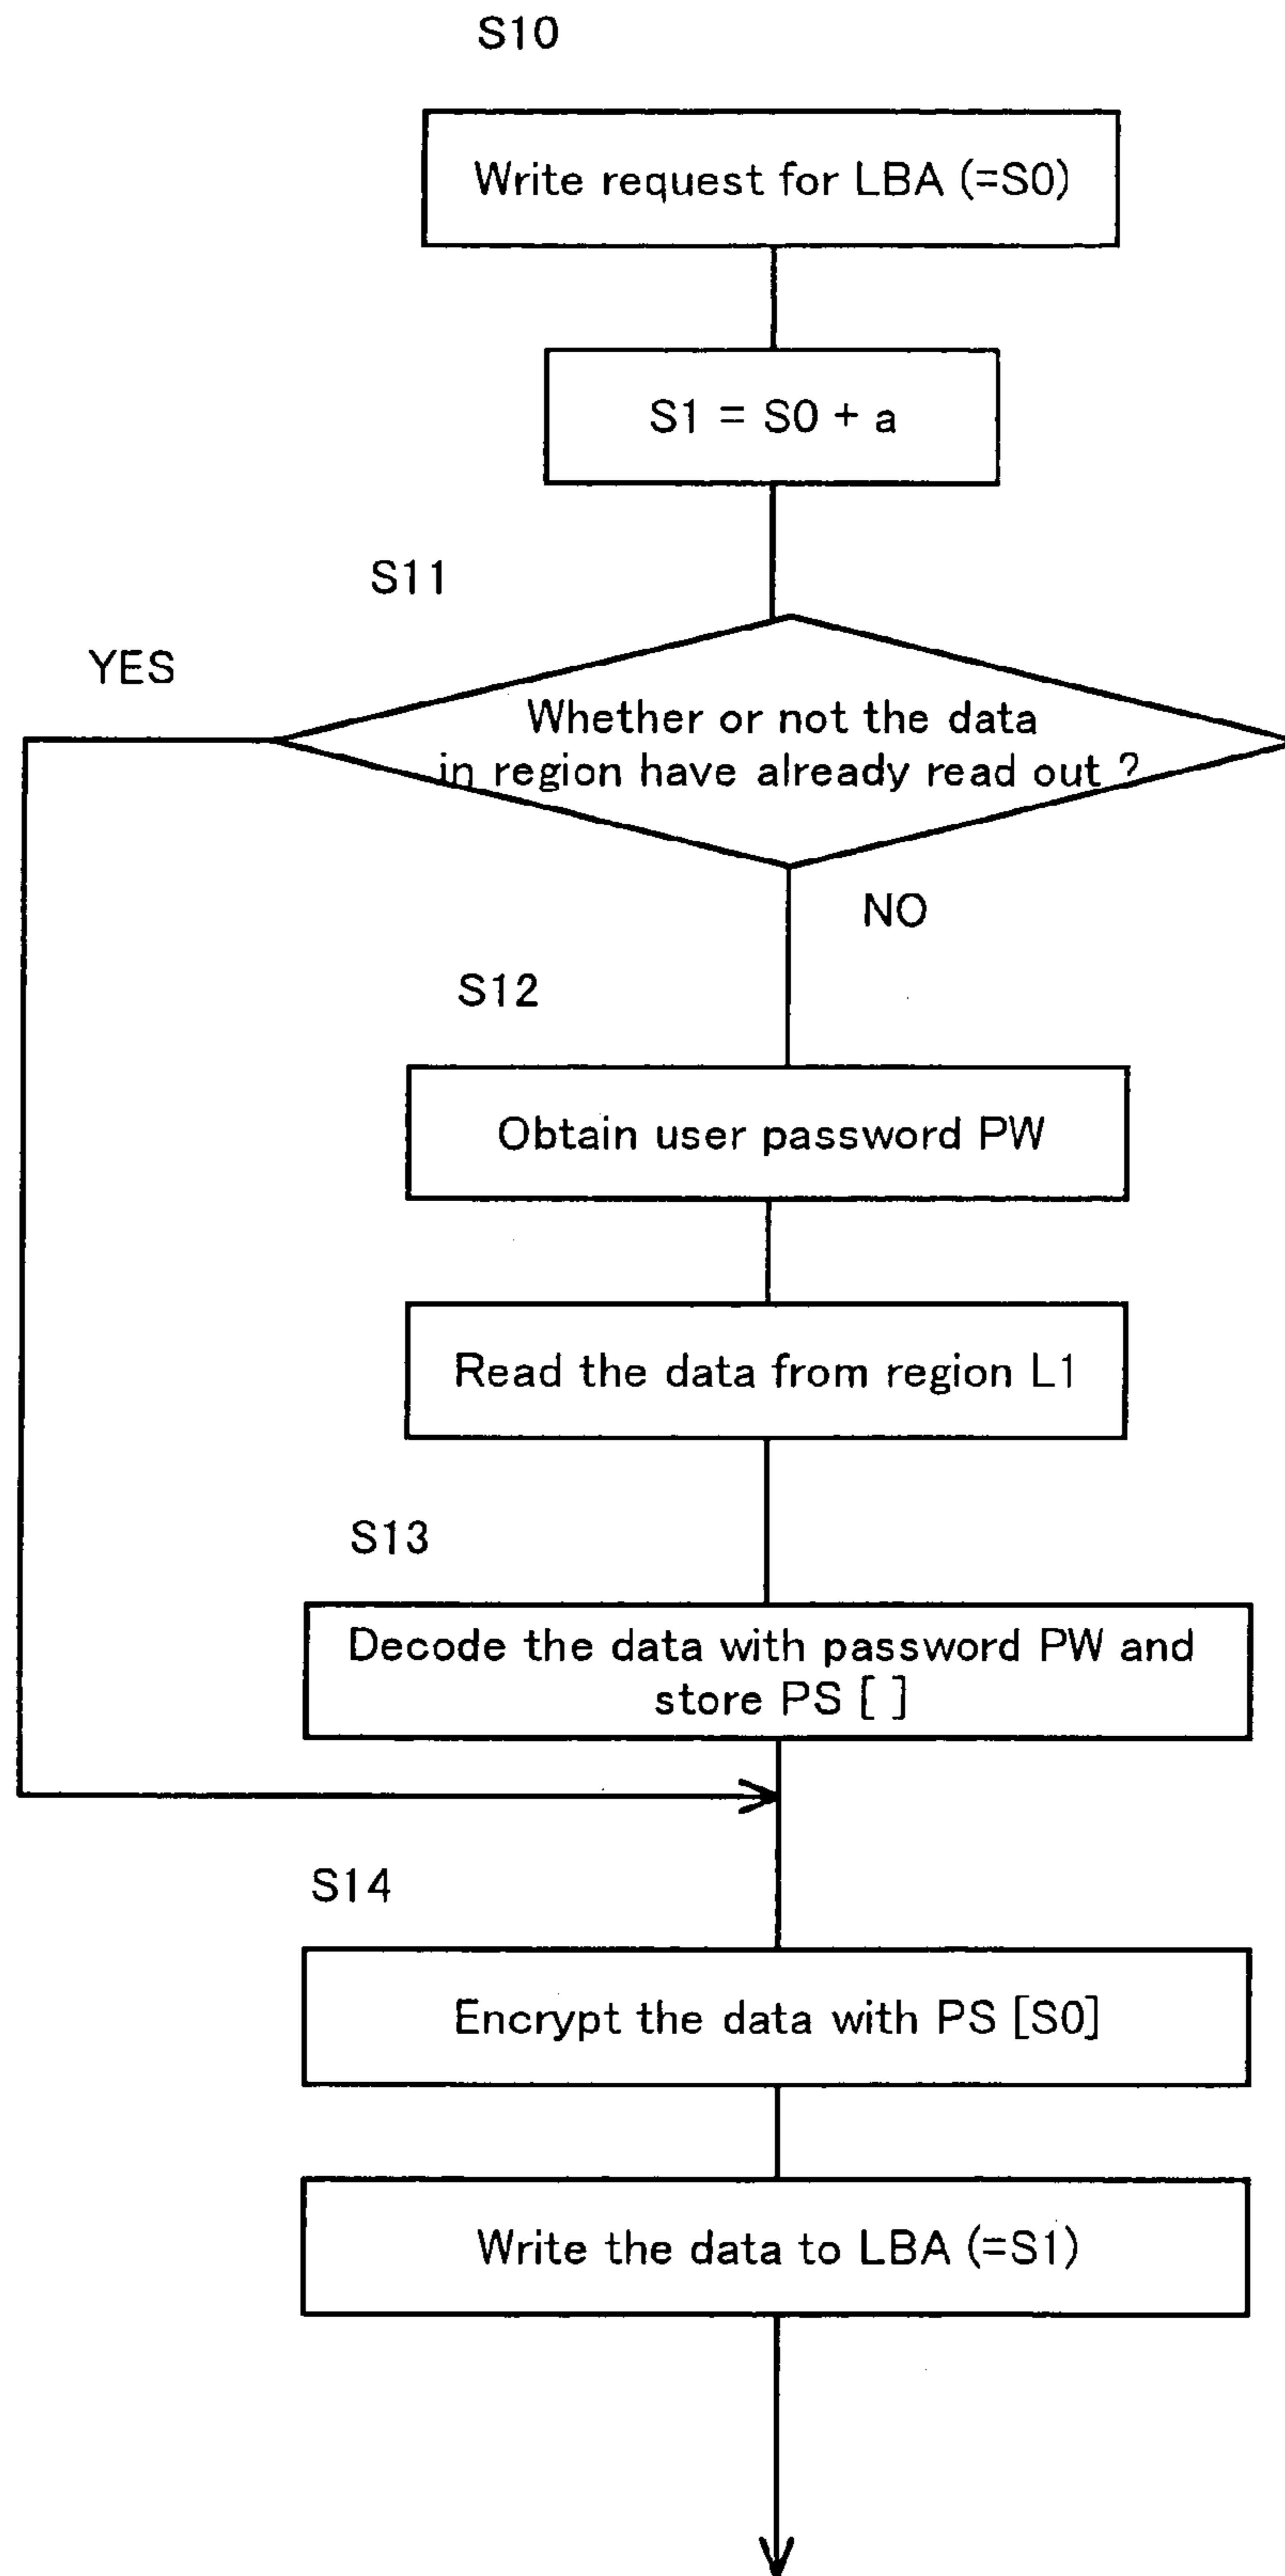 S10
Write request for LBA (=S0)
S1 = S0 + a
S11
YES
Whether or not the data
in region have already read out ?
NO
S12
Obtain user password PW
Read the data from region L1
S13
Decode the data with password PW and
store PS [ ]
S14
Encrypt the data with PS [S0]
Write the data to LBA (=S1)